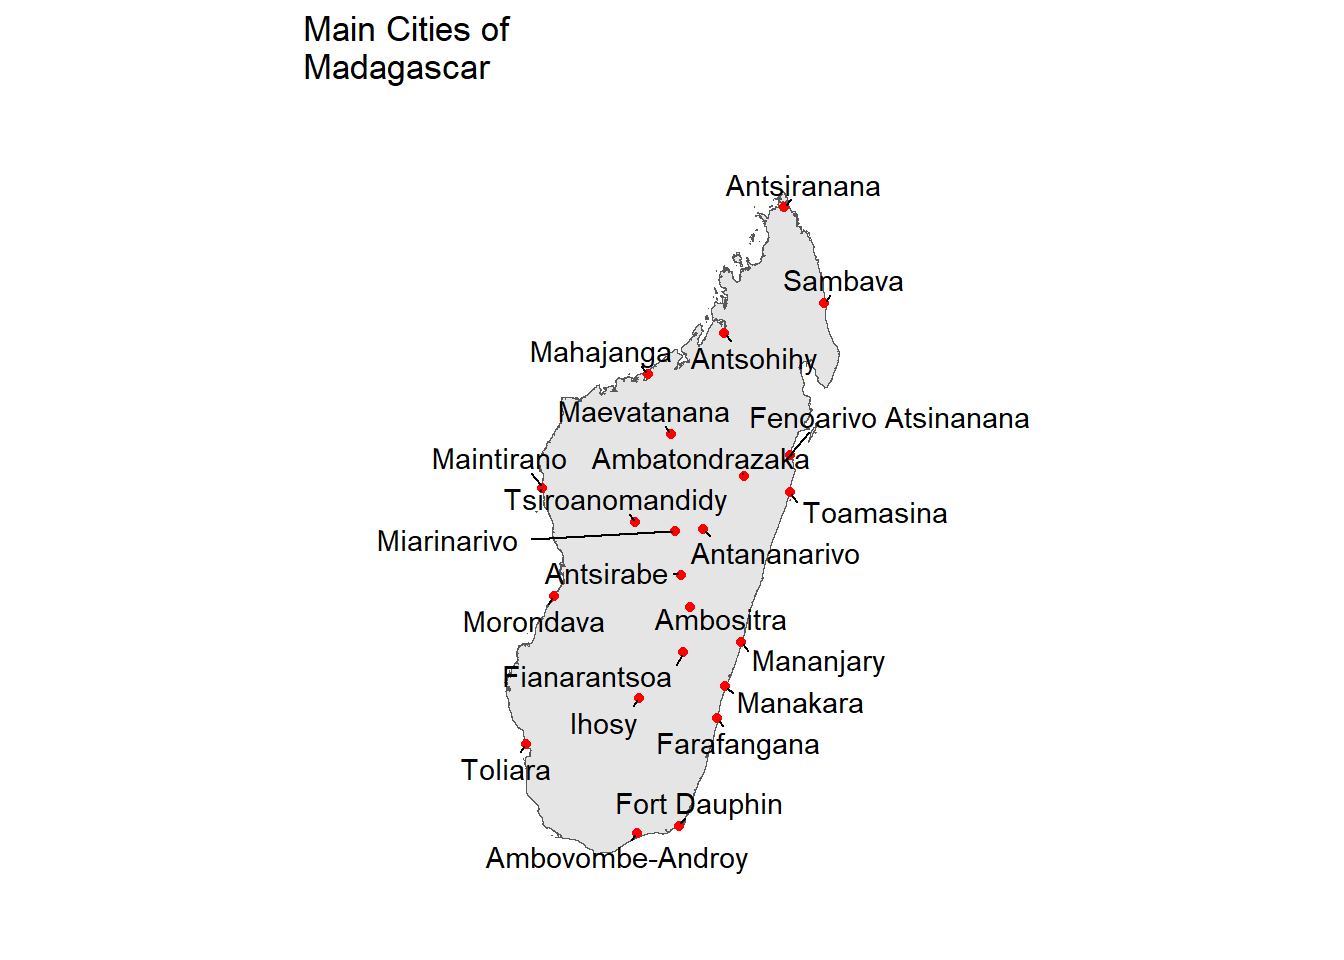 Main Cities of
Madagascar
Antsiranana
Sambava
Mahajanga
Antsohihy
Maevatanana
Fenoarivo Atsinanana
Maintirano
Ambatondrazaka
Tsiroanomandidy
Toamasina
Miarinarivo
Antananarivo
Antsirabe
Morondava
Ambositra
Mananjary
Fianarantsoa
Manakara
Ihosy
Farafangana
Toliara
Fort Dauphin
Ambovombe-Androy